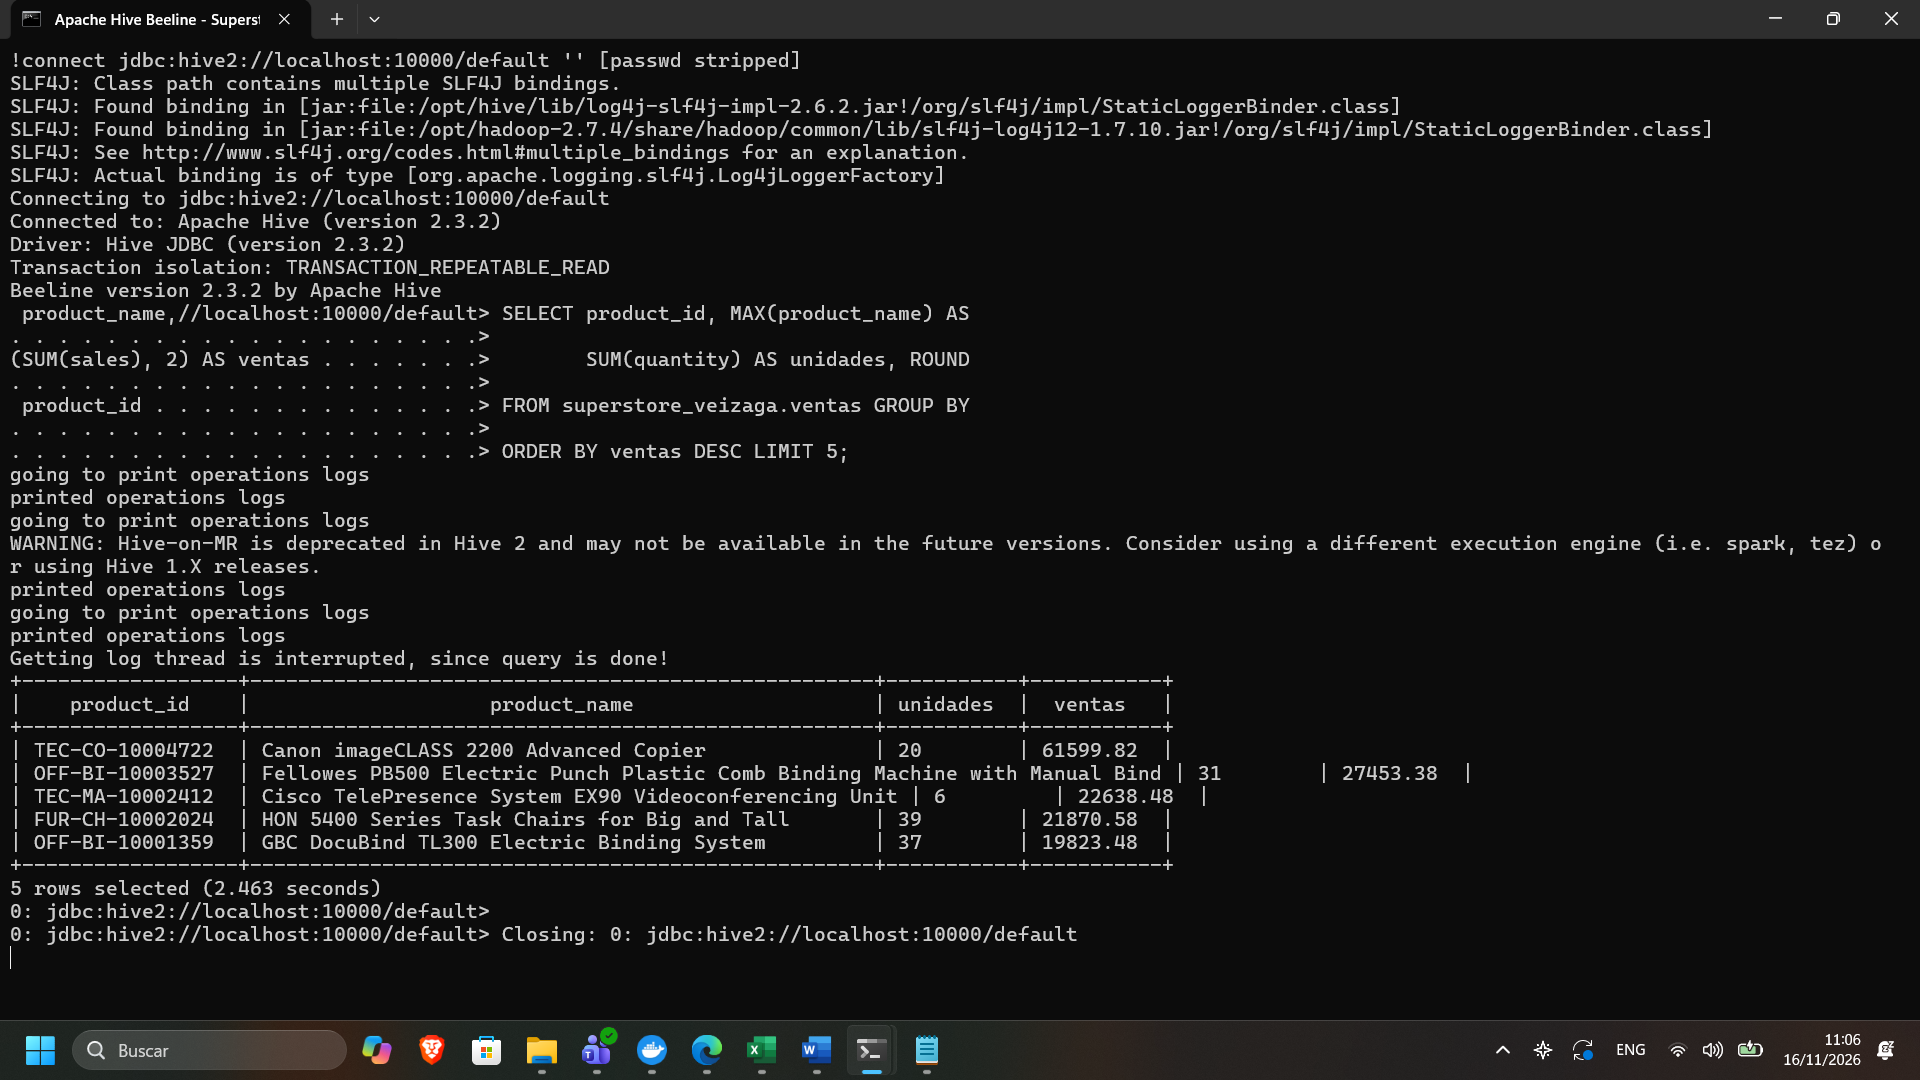 Apache Hive Beeline - Superst
!connect jdbc:hive2://localhost:10000/default '' [passwd stripped]
SLF4J: Class path contains multiple SLF4J bindings.
SLF4J: Found binding in [jar:file:/opt/hive/lib/log4j-slf4j-impl-2.6.2.jar!/org/slf4j/impl/StaticLoggerBinder.class]
SLF4J: Found binding in [jar:file:/opt/hadoop-2.7.4/share/hadoop/common/lib/slf4j-log4j12-1.7.10.jar!/org/slf4j/impl/StaticLoggerBinder.class]
SLF4J: See http://www.slf4j.org/codes.html#multiple_bindings for an explanation.
SLF4J: Actual binding is of type [org.apache.logging.slf4j.Log4jLoggerFactory]
Connecting to jdbc:hive2://localhost:10000/default
Connected to: Apache Hive (version 2.3.2)
Driver: Hive JDBC (version 2.3.2)
Transaction isolation: TRANSACTION_REPEATABLE_READ
Beeline version 2.3.2 by Apache Hive
 product_name,//localhost:10000/default> SELECT product_id, MAX(product_name) AS
. . . . . . . . . . . . . . . . . . . .>
(SUM(sales), 2) AS ventas . . . . . . .>        SUM(quantity) AS unidades, ROUND
. . . . . . . . . . . . . . . . . . . .>
 product_id . . . . . . . . . . . . . .> FROM superstore_veizaga.ventas GROUP BY
. . . . . . . . . . . . . . . . . . . .>
. . . . . . . . . . . . . . . . . . . .> ORDER BY ventas DESC LIMIT 5;
going to print operations logs
printed operations logs
going to print operations logs
WARNING: Hive-on-MR is deprecated in Hive 2 and may not be available in the future versions. Consider using a different execution engine (i.e. spark, tez) o
r using Hive 1.X releases.
printed operations logs
going to print operations logs
printed operations logs
Getting log thread is interrupted, since query is done!
+------------------+----------------------------------------------------+-----------+-----------+
|    product_id    |                    product_name                    | unidades  |  ventas   |
+------------------+----------------------------------------------------+-----------+-----------+
| TEC-CO-10004722  | Canon imageCLASS 2200 Advanced Copier              | 20        | 61599.82  |
| OFF-BI-10003527  | Fellowes PB500 Electric Punch Plastic Comb Binding Machine with Manual Bind | 31        | 27453.38  |
| TEC-MA-10002412  | Cisco TelePresence System EX90 Videoconferencing Unit | 6         | 22638.48  |
| FUR-CH-10002024  | HON 5400 Series Task Chairs for Big and Tall       | 39        | 21870.58  |
| OFF-BI-10001359  | GBC DocuBind TL300 Electric Binding System         | 37        | 19823.48  |
+------------------+----------------------------------------------------+-----------+-----------+
5 rows selected (2.463 seconds)
0: jdbc:hive2://localhost:10000/default>
0: jdbc:hive2://localhost:10000/default> Closing: 0: jdbc:hive2://localhost:10000/default
Buscar
ENG
11:06
16/11/2026